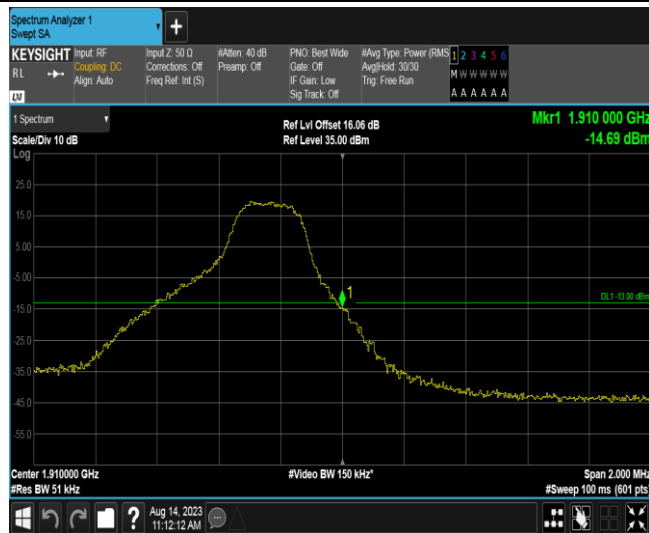 Spectrum Analyzer 1
Swept SA
+
KEYSIGHT
RL
LXI
Input: RF
Coupling: DC
Align: Auto
Input Z: 50 Ω
Corrections: Off
Freq Ref: Int (S)
#Atten: 40 dB
Preamp: Off
PNO: Best Wide
Gate: Off
IF Gain: Low
Sig Track: Off
#Avg Type: Power (RMS
Avg|Hold: 30/30
Trig: Free Run
1 2 3 4 5 6
M W W W W W
A A A A A A
1 Spectrum
Scale/Div 10 dB
Log
Ref Lvl Offset 16.06 dB
Ref Level 35.00 dBm
Mkr1 1.910 000 GHz
-14.69 dBm
25.0
15.0
5.00
-5.00
-15.0
-25.0
-35.0
-45.0
-55.0
1
DL1 -13.00 dBm
Center 1.910000 GHz
#Res BW 51 kHz
#Video BW 150 kHz*
Span 2.000 MHz
#Sweep 100 ms (601 pts)
?
Aug 14, 2023
11:12:12 AM